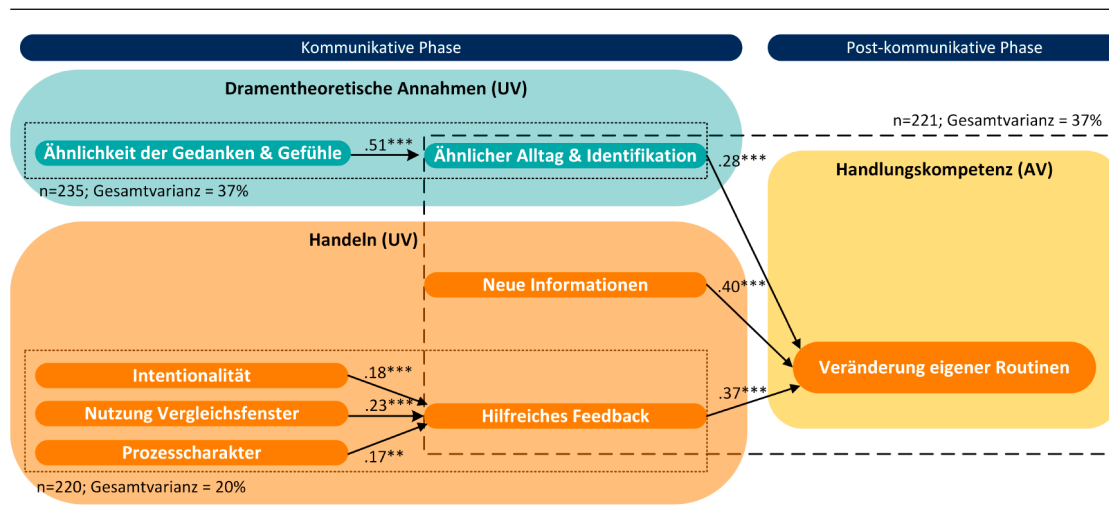 Kommunikative Phase
Post-kommunikative Phase
Dramentheoretische Annahmen (UV)
n=221; Gesamtvarianz = 37%
Ähnlichkeit der Gedanken & Gefühle
.51***
Ähnlicher Alltag & Identifikation
.28***
Handlungskompetenz (AV)
n=235; Gesamtvarianz = 37%
Handeln (UV)
Neue Informationen
.40***
Intentionalität
.18***
Veränderung eigener Routinen
Nutzung Vergleichsfenster
.23***
Hilfreiches Feedback
.37***
Prozesscharakter
.17**
n=220; Gesamtvarianz = 20%